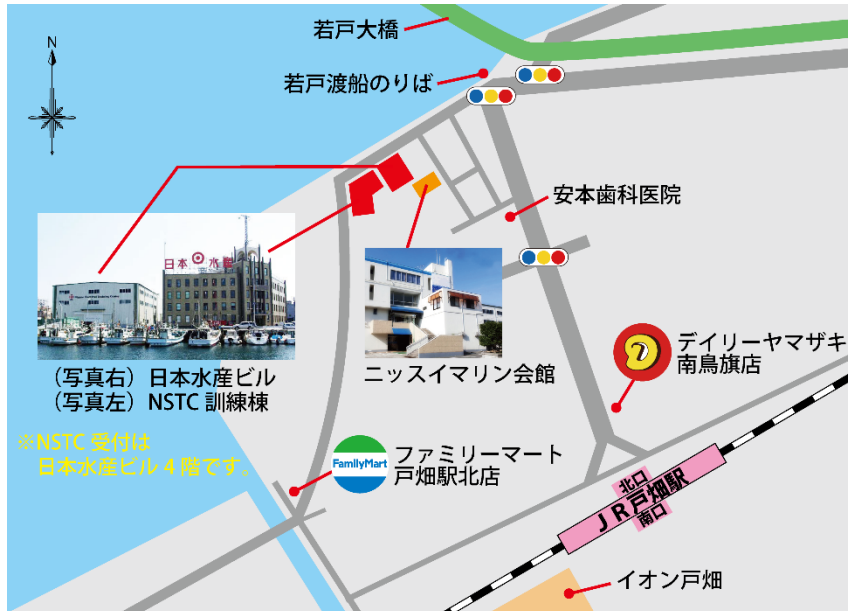 若戸大橋
N
若戸渡船のりば
安本歯科医院
日本水産
デイリーヤマザキ
南鳥旗店
(写真右)日本水産ビル
(写真左)NSTC 訓練棟
ニッスイマリン会館
※NSTC 受付は
日本水産ビル 4 階です。
FamilyMart
ファミリーマート
戸畑駅北店
北口
JR戸畑駅
南口
イオン戸畑